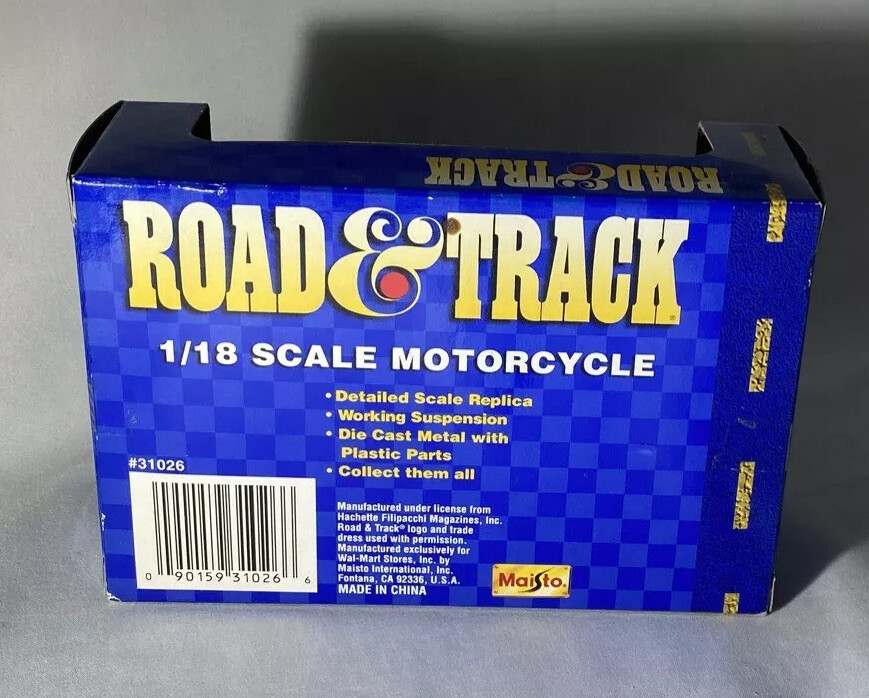 ROAD & TRACK
ROAD & TRACK®
1/18 SCALE MOTORCYCLE
• Detailed Scale Replica
• Working Suspension
• Die Cast Metal with
Plastic Parts
• Collect them all
#31026
0 90159 31026 6
Manufactured under license from
Hachette Filipacchi Magazines, Inc.
Road & Track® logo and trade
dress used with permission.
Manufactured exclusively for
Wal-Mart Stores, Inc. by
Maisto International, Inc.
Fontana, CA 92336, U.S.A.
MADE IN CHINA
Maisto®